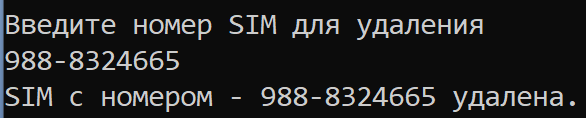 Введите номер SIM для удаления
988-8324665
SIM с номером - 988-8324665 удалена.